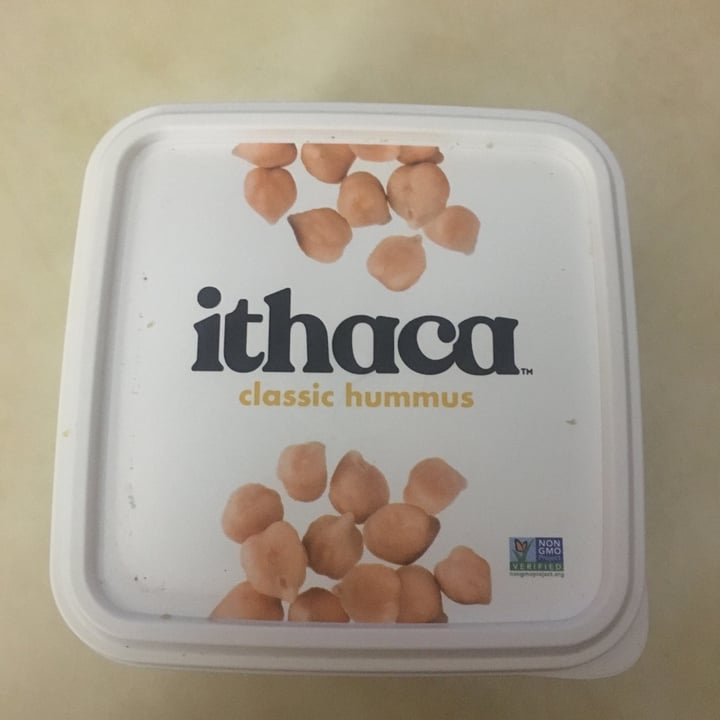 ithaca™
classic hummus
NON
GMO
Project
VERIFIED
nongmoproject.org